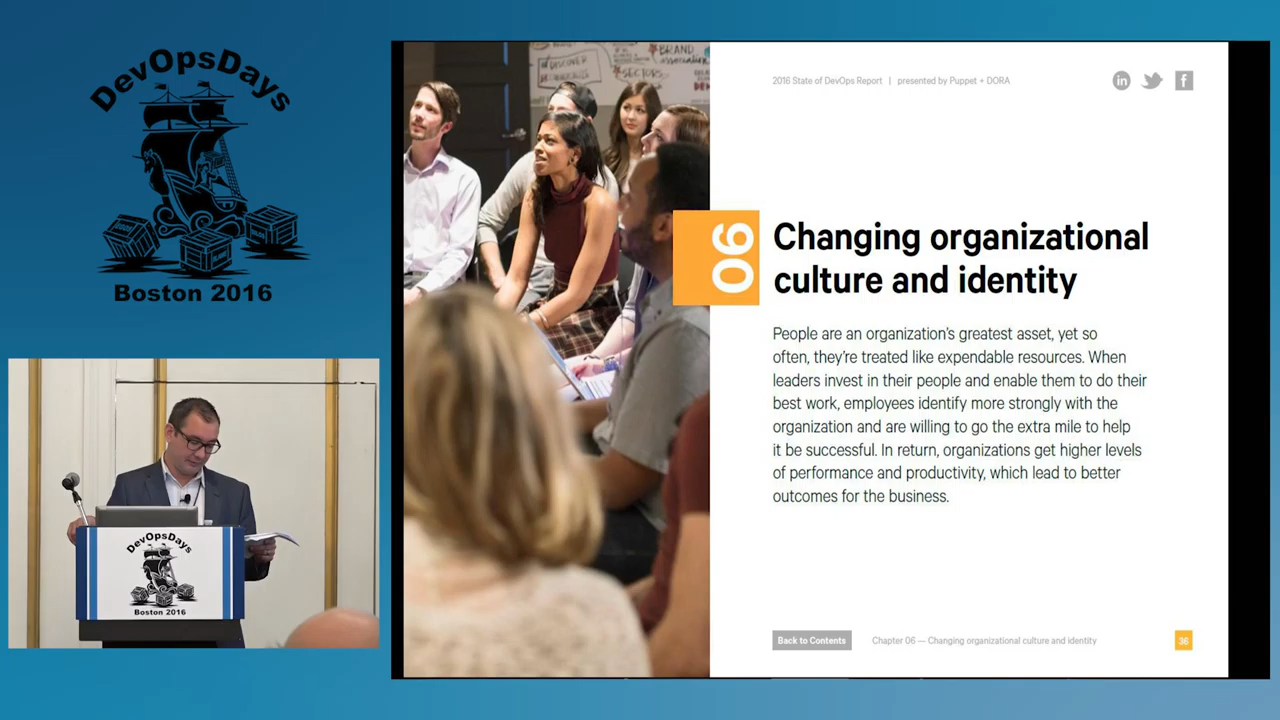 DevOpsDays
Boston 2016
DevOpsDays
Boston 2016
BRAND
DISCOVER
SECTORS
2016 State of DevOps Report | presented by Puppet + DORA
in
f
06
Changing organizational
culture and identity
People are an organization's greatest asset, yet so
often, they're treated like expendable resources. When
leaders invest in their people and enable them to do their
best work, employees identify more strongly with the
organization and are willing to go the extra mile to help
it be successful. In return, organizations get higher levels
of performance and productivity, which lead to better
outcomes for the business.
Back to Contents
Chapter 06 — Changing organizational culture and identity
36